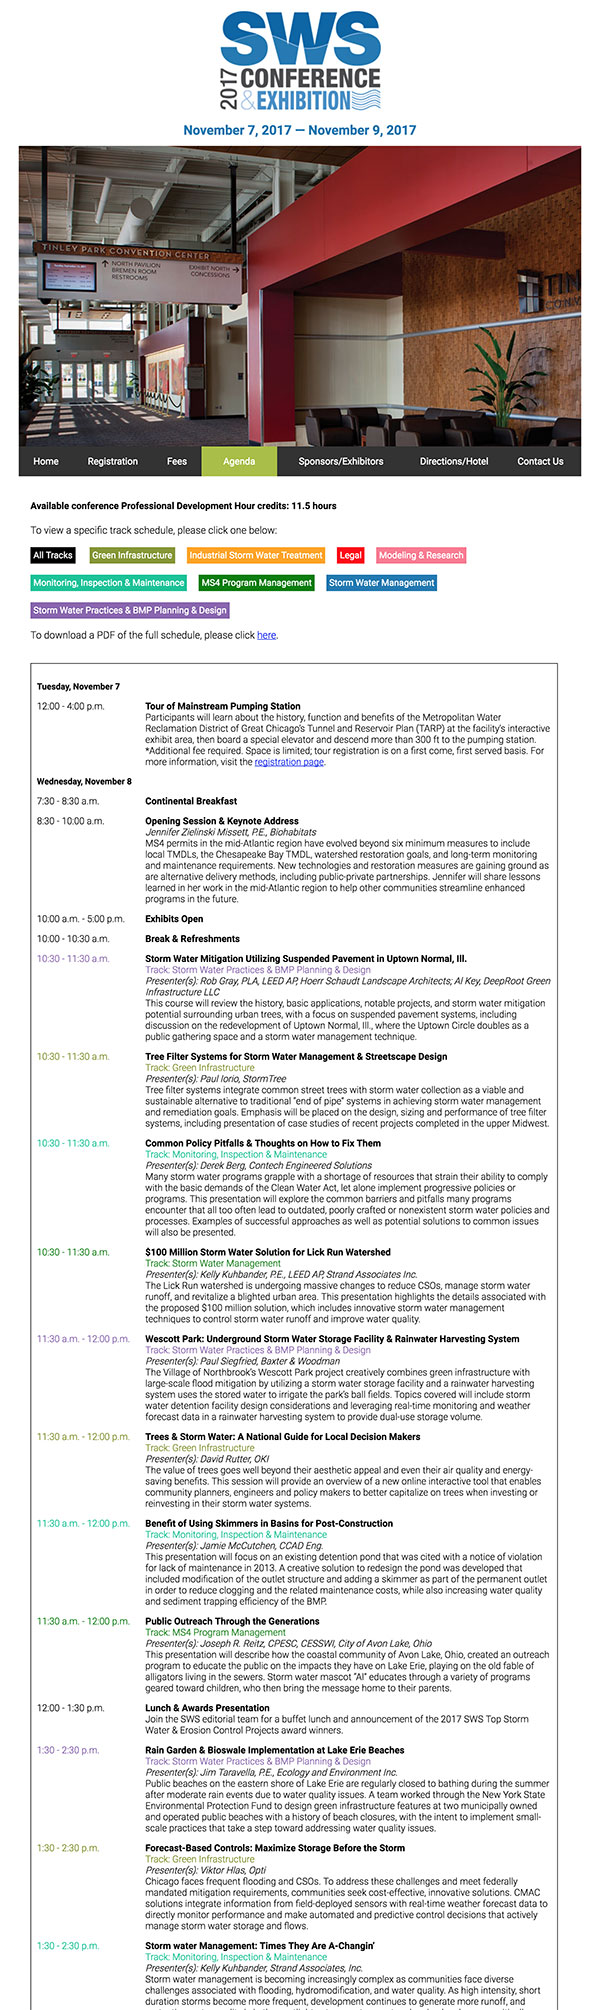 SWS
2017 CONFERENCE
& EXHIBITION
November 7, 2017 — November 9, 2017
TINLEY PARK CONVENTION CENTER
NORTH PAVILION
BREMEN ROOM
RESTROOMS
EXHIBIT NORTH
CONCESSIONS
Home Registration Fees Agenda Sponsors/Exhibitors Directions/Hotel Contact Us
Available conference Professional Development Hour credits: 11.5 hours
To view a specific track schedule, please click one below:
All Tracks Green Infrastructure Industrial Storm Water Treatment Legal Modeling & Research
Monitoring, Inspection & Maintenance MS4 Program Management Storm Water Management
Storm Water Practices & BMP Planning & Design
To download a PDF of the full schedule, please click here.
Tuesday, November 7
12:00 - 4:00 p.m. Tour of Mainstream Pumping Station
Participants will learn about the history, function and benefits of the Metropolitan Water
Reclamation District of Great Chicago's Tunnel and Reservoir Plan (TARP) at the facility's interactive
exhibit area, then board a special elevator and descend more than 300 ft to the pumping station.
*Additional fee required. Space is limited; tour registration is on a first come, first served basis. For
more information, visit the registration page.
Wednesday, November 8
7:30 - 8:30 a.m. Continental Breakfast
8:30 - 10:00 a.m. Opening Session & Keynote Address
Jennifer Zielinski Missett, P.E., Biohabitats
MS4 permits in the mid-Atlantic region have evolved beyond six minimum measures to include
local TMDLs, the Chesapeake Bay TMDL, watershed restoration goals, and long-term monitoring
and maintenance requirements. New technologies and restoration measures are gaining ground as
are alternative delivery methods, including public-private partnerships. Jennifer will share lessons
learned in her work in the mid-Atlantic region to help other communities streamline enhanced
programs in the future.
10:00 a.m. - 5:00 p.m. Exhibits Open
10:00 - 10:30 a.m. Break & Refreshments
10:30 - 11:30 a.m. Storm Water Mitigation Utilizing Suspended Pavement in Uptown Normal, Ill.
Track: Storm Water Practices & BMP Planning & Design
Presenter(s): Rob Gray, PLA, LEED AP, Hoerr Schaudt Landscape Architects; Al Key, DeepRoot Green
Infrastructure LLC
This course will review the history, basic applications, notable projects, and storm water mitigation
potential surrounding urban trees, with a focus on suspended pavement systems, including
discussion on the redevelopment of Uptown Normal, Ill., where the Uptown Circle doubles as a
public gathering space and a storm water management technique.
10:30 - 11:30 a.m. Tree Filter Systems for Storm Water Management & Streetscape Design
Track: Green Infrastructure
Presenter(s): Paul Iorio, StormTree
Tree filter systems integrate common street trees with storm water collection as a viable and
sustainable alternative to traditional "end of pipe" systems in achieving storm water management
and remediation goals. Emphasis will be placed on the design, sizing and performance of tree filter
systems, including presentation of case studies of recent projects completed in the upper Midwest.
10:30 - 11:30 a.m. Common Policy Pitfalls & Thoughts on How to Fix Them
Track: Monitoring, Inspection & Maintenance
Presenter(s): Derek Berg, Contech Engineered Solutions
Many storm water programs grapple with a shortage of resources that strain their ability to comply
with the basic demands of the Clean Water Act, let alone implement progressive policies or
programs. This presentation will explore the common barriers and pitfalls many programs
encounter that all too often lead to outdated, poorly crafted or nonexistent storm water policies and
processes. Examples of successful approaches as well as potential solutions to common issues
will also be presented.
10:30 - 11:30 a.m. $100 Million Storm Water Solution for Lick Run Watershed
Track: Storm Water Management
Presenter(s): Kelly Kuhbander, P.E., LEED AP, Strand Associates Inc.
The Lick Run watershed is undergoing massive changes to reduce CSOs, manage storm water
runoff, and revitalize a blighted urban area. This presentation highlights the details associated with
the proposed $100 million solution, which includes innovative storm water management
techniques to control storm water runoff and improve water quality.
11:30 a.m. - 12:00 p.m. Wescott Park: Underground Storm Water Storage Facility & Rainwater Harvesting System
Track: Storm Water Practices & BMP Planning & Design
Presenter(s): Paul Siegfried, Baxter & Woodman
The Village of Northbrook's Wescott Park project creatively combines green infrastructure with
large-scale flood mitigation by utilizing a storm water storage facility and a rainwater harvesting
system uses the stored water to irrigate the park's ball fields. Topics covered will include storm
water detention facility design considerations and leveraging real-time monitoring and weather
forecast data in a rainwater harvesting system to provide dual-use storage volume.
11:30 a.m. - 12:00 p.m. Trees & Storm Water: A National Guide for Local Decision Makers
Track: Green Infrastructure
Presenter(s): David Rutter, OKI
The value of trees goes well beyond their aesthetic appeal and even their air quality and energy-
saving benefits. This session will provide an overview of a new online interactive tool that enables
community planners, engineers and policy makers to better capitalize on trees when investing or
reinvesting in their storm water systems.
11:30 a.m. - 12:00 p.m. Benefit of Using Skimmers in Basins for Post-Construction
Track: Monitoring, Inspection & Maintenance
Presenter(s): Jamie McCutchen, CCAD Eng.
This presentation will focus on an existing detention pond that was cited with a notice of violation
for lack of maintenance in 2013. A creative solution to redesign the pond was developed that
included modification of the outlet structure and adding a skimmer as part of the permanent outlet
in order to reduce clogging and the related maintenance costs, while also increasing water quality
and sediment trapping efficiency of the BMP.
11:30 a.m. - 12:00 p.m. Public Outreach Through the Generations
Track: MS4 Program Management
Presenter(s): Joseph R. Reitz, CPESC, CESSWI, City of Avon Lake, Ohio
This presentation will describe how the coastal community of Avon Lake, Ohio, created an outreach
program to educate the public on the impacts they have on Lake Erie, playing on the old fable of
alligators living in the sewers. Storm water mascot "Al" educates through a variety of programs
geared toward children, who then bring the message home to their parents.
12:00 - 1:30 p.m. Lunch & Awards Presentation
Join the SWS editorial team for a buffet lunch and announcement of the 2017 SWS Top Storm
Water & Erosion Control Projects award winners.
1:30 - 2:30 p.m. Rain Garden & Bioswale Implementation at Lake Erie Beaches
Track: Storm Water Practices & BMP Planning & Design
Presenter(s): Jim Taravella, P.E., Ecology and Environment Inc.
Public beaches on the eastern shore of Lake Erie are regularly closed to bathing during the summer
after moderate rain events due to water quality issues. A team worked through the New York State
Environmental Protection Fund to design green infrastructure features at two municipally owned
and operated public beaches with a history of beach closures, with the intent to implement small-
scale practices that take a step toward addressing water quality issues.
1:30 - 2:30 p.m. Forecast-Based Controls: Maximize Storage Before the Storm
Track: Green Infrastructure
Presenter(s): Viktor Hlas, Opti
Chicago faces frequent flooding and CSOs. To address these challenges and meet federally
mandated mitigation requirements, communities seek cost-effective, innovative solutions. CMAC
solutions integrate information from field-deployed sensors with real-time weather forecast data to
directly monitor performance and make automated and predictive control decisions that actively
manage storm water storage and flows.
1:30 - 2:30 p.m. Storm water Management: Times They Are A-Changin'
Track: Monitoring, Inspection & Maintenance
Presenter(s): Kelly Kuhbander, Strand Associates, Inc.
Storm water management is becoming increasingly complex as communities face diverse
challenges associated with flooding, hydromodification, and water quality. As high intensity, short
duration storms become more frequent, development continues to generate more runoff, and